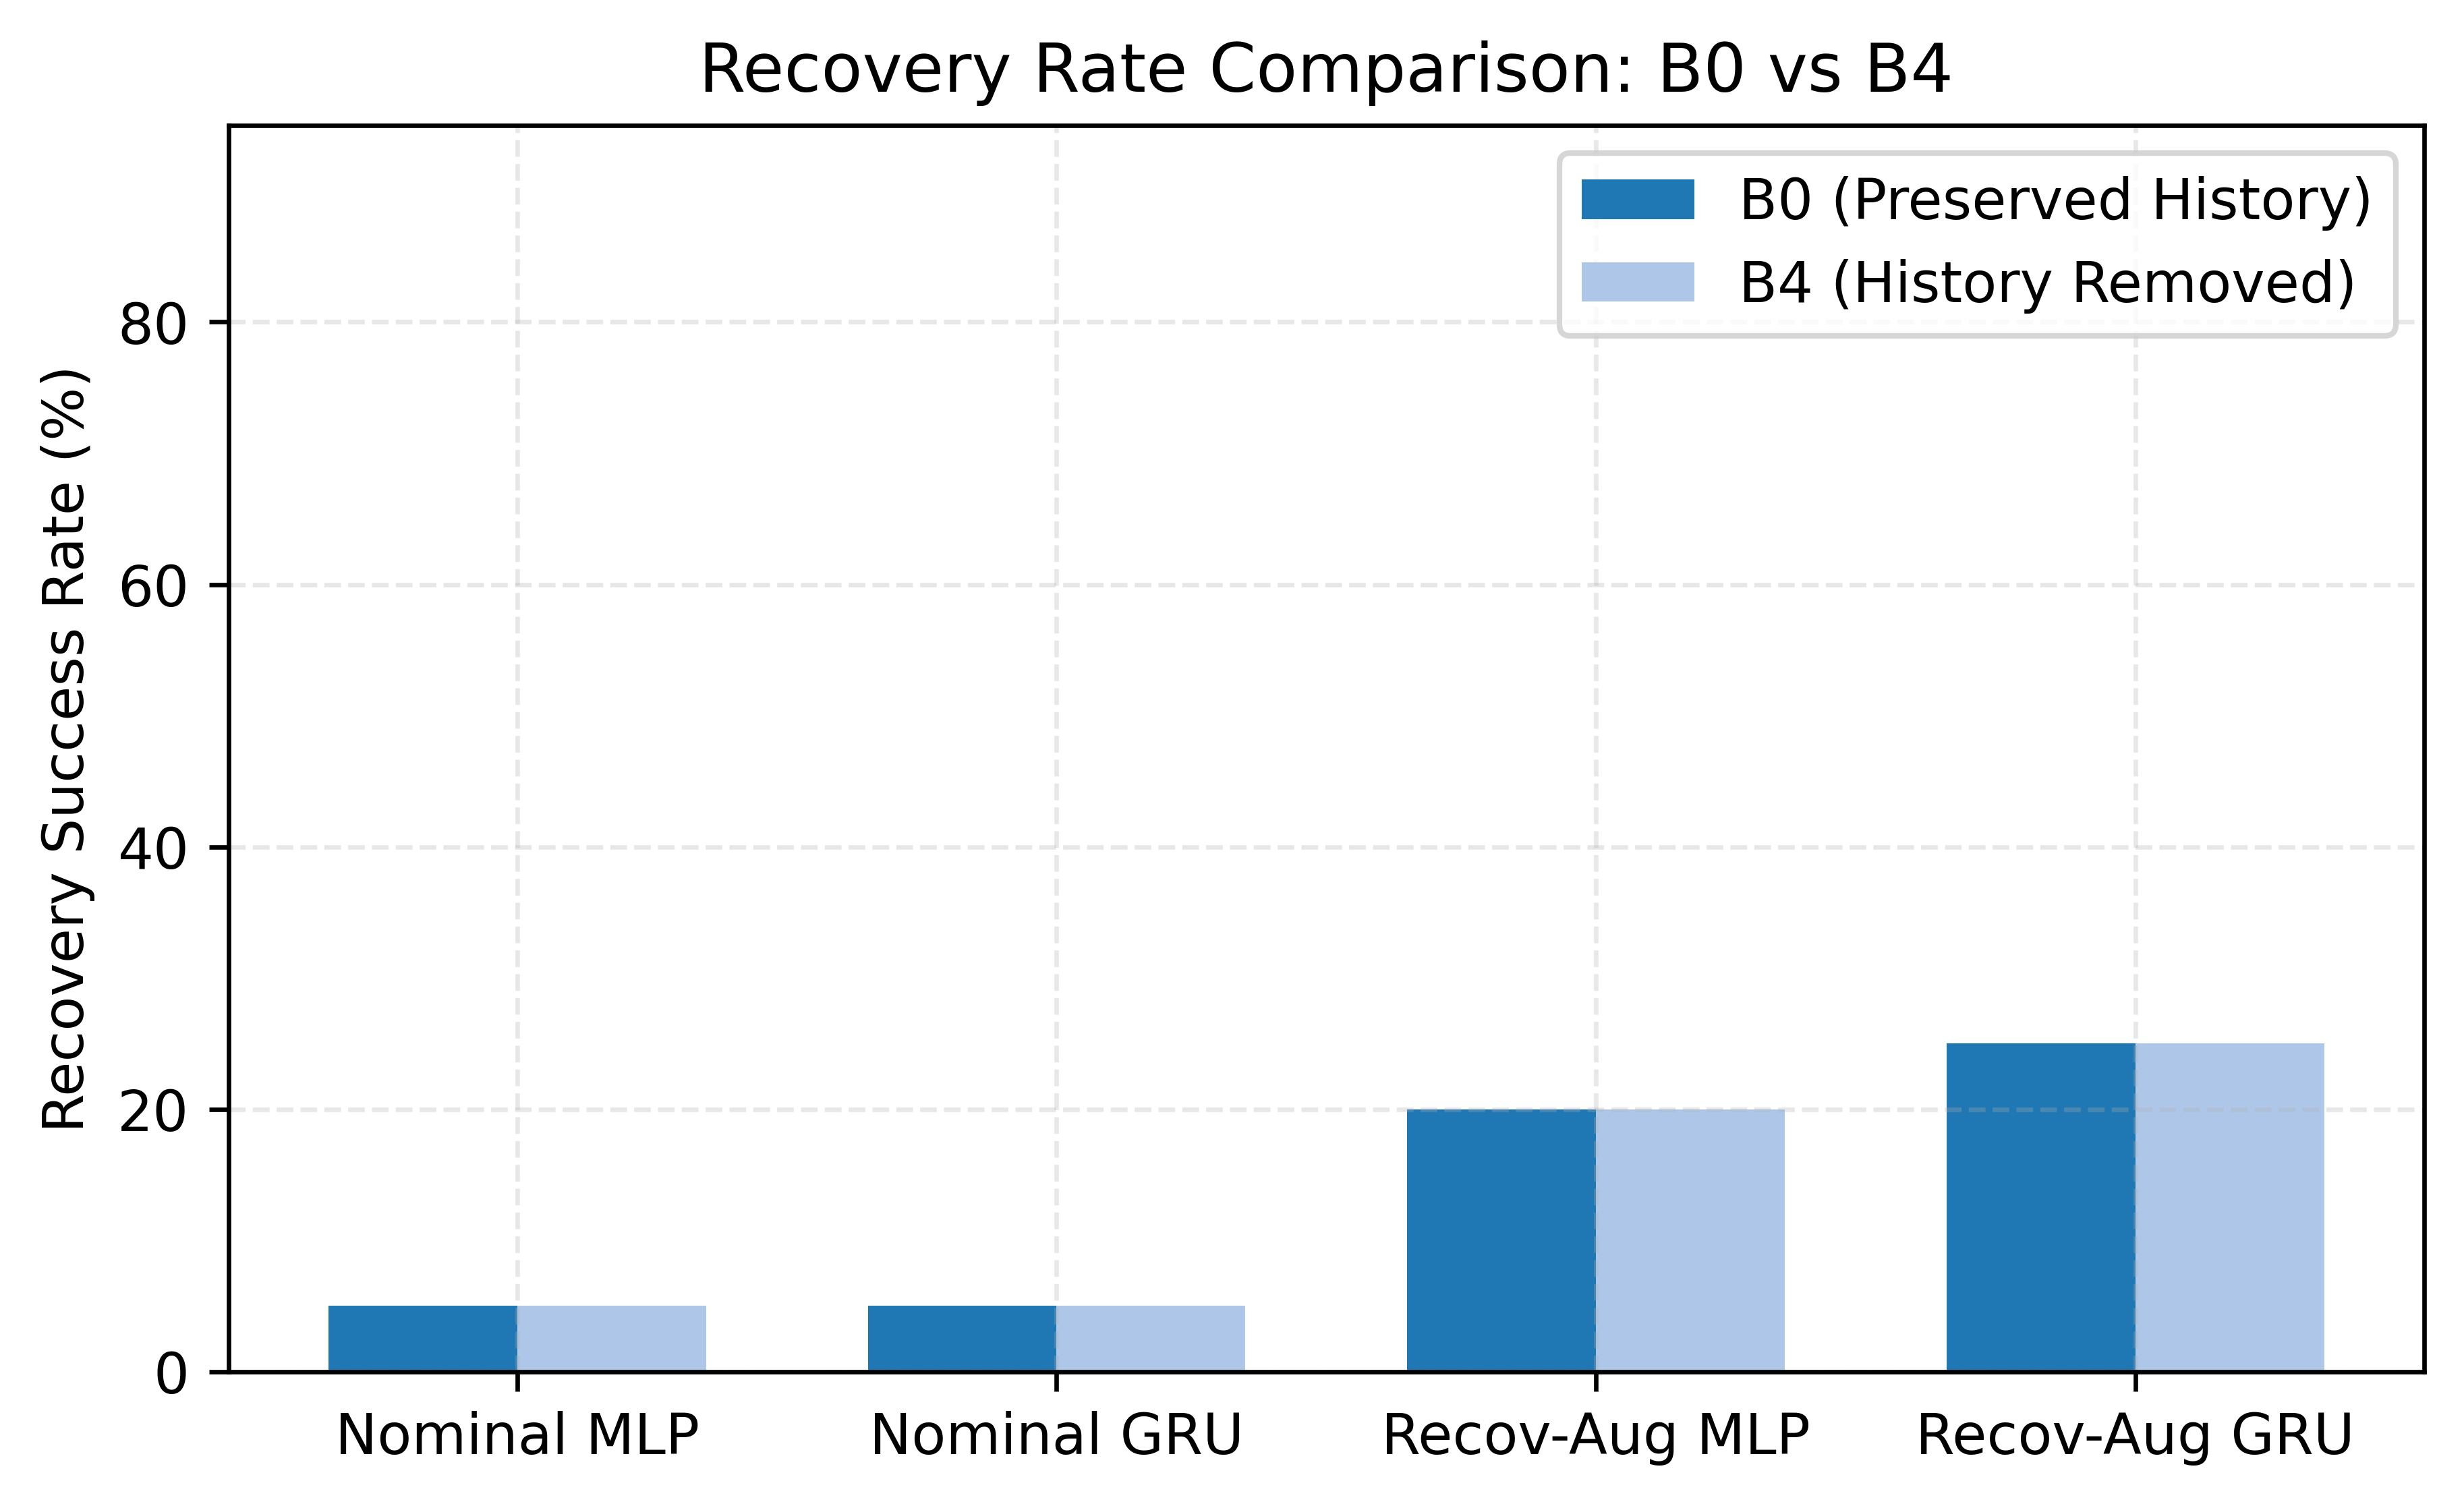 Recovery Rate Comparison: B0 vs B4
B0 (Preserved History)
B4 (History Removed)
Recovery Success Rate (%)
80
60
40
20
0
Nominal MLP
Nominal GRU
Recov-Aug MLP
Recov-Aug GRU